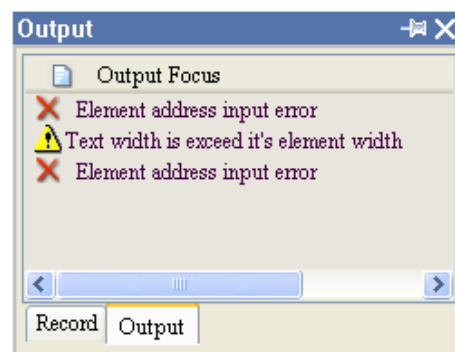 Output
Output Focus
Element address input error
Text width is exceed it's element width
Element address input error
Record Output